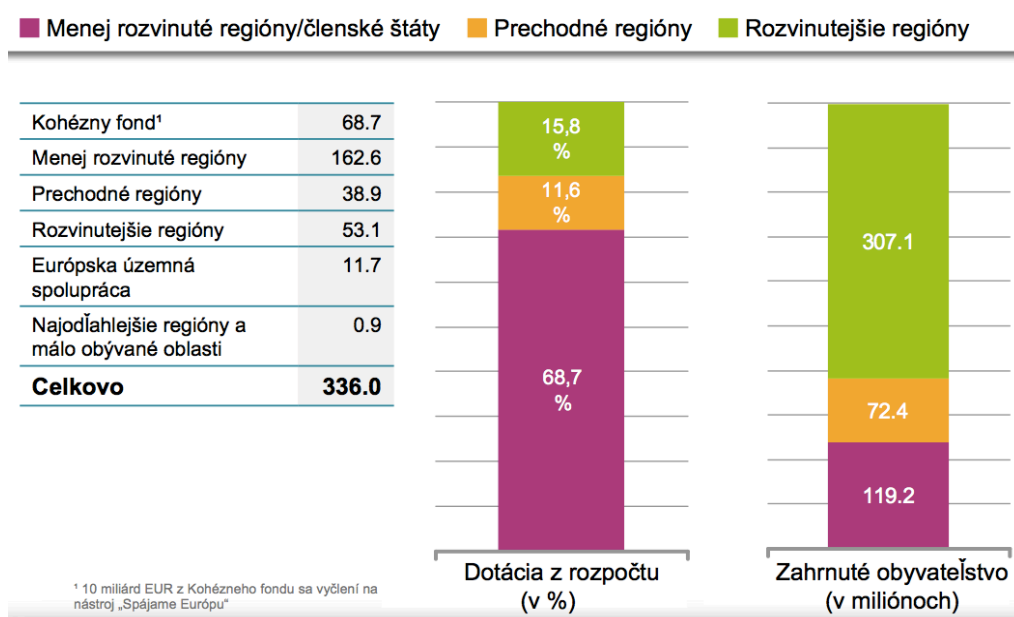 Menej rozvinuté regióny/členské štáty Prechodné regióny Rozvinutejšie regióny
Kohézny fond¹ 68.7
Menej rozvinuté regióny 162.6
Prechodné regióny 38.9
Rozvinutejšie regióny 53.1
Európska územná 11.7
spolupráca
Najodľahlejšie regióny a 0.9
málo obývané oblasti
Celkovo 336.0
¹ 10 miliárd EUR z Kohézneho fondu sa vyčlení na
nástroj „Spájame Európu“
15,8
%
11,6
%
68,7
%
Dotácia z rozpočtu
(v %)
307.1
72.4
119.2
Zahrnuté obyvateľstvo
(v miliónoch)